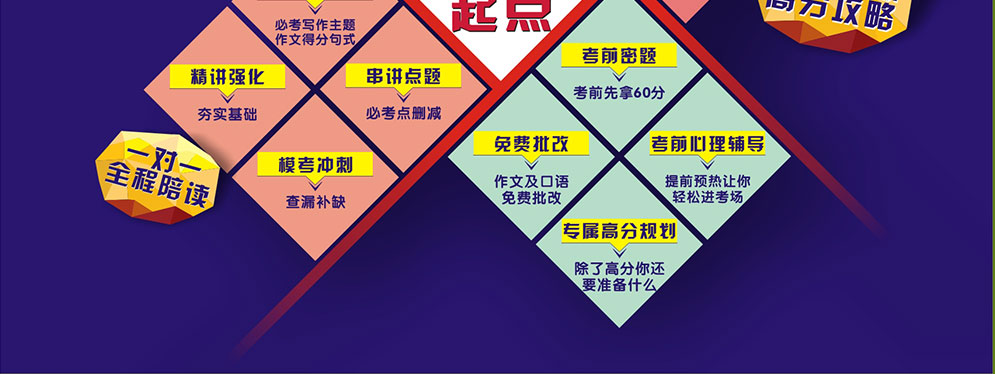 起点
高分攻略
必考写作主题
作文得分句式
精讲强化
夯实基础
串讲点题
必考点删减
考前密题
考前先拿60分
一对一
全程陪读
模考冲刺
查漏补缺
免费批改
作文及口语
免费批改
考前心理辅导
提前预热让你
轻松进考场
专属高分规划
除了高分你还
要准备什么